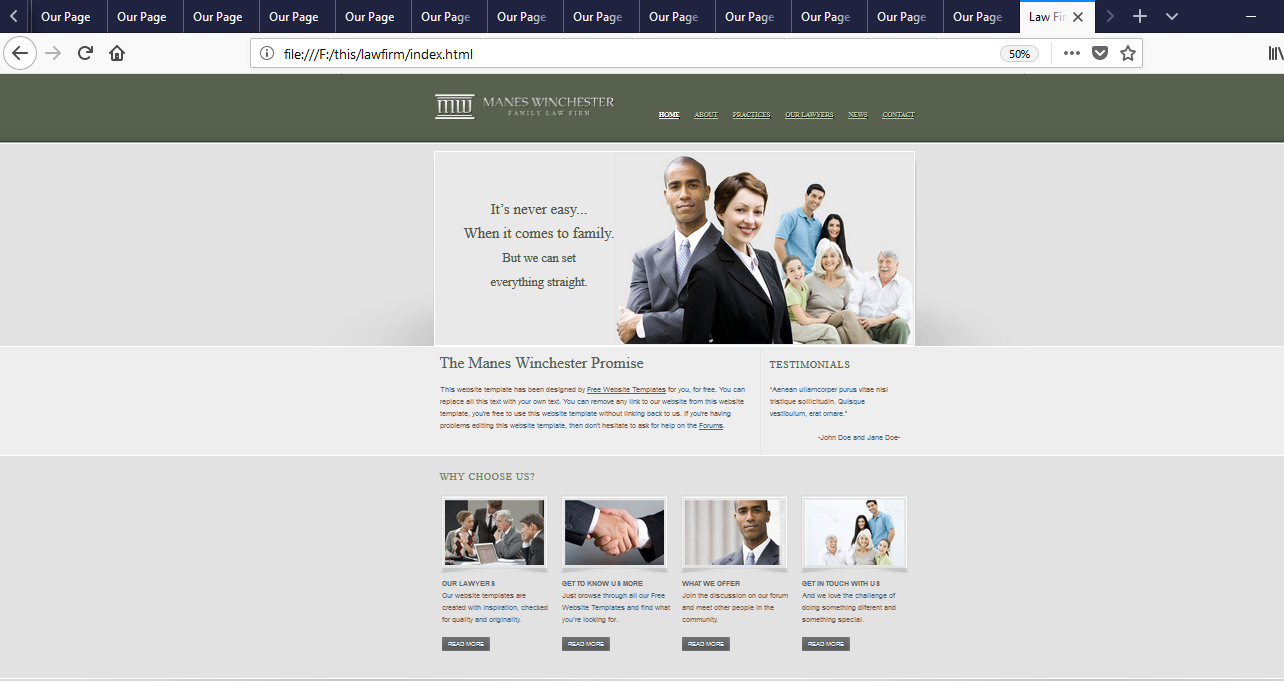 Our Page Our Page Our Page Our Page Our Page Our Page Our Page Our Page Our Page Our Page Our Page Our Page Our Page Law Fir
file:///F:/this/lawfirm/index.html 50%
MW MANES WINCHESTER
FAMILY LAW FIRM
HOME ABOUT PRACTICES OUR LAWYERS NEWS CONTACT
It's never easy...
When it comes to family.
But we can set
everything straight.
The Manes Winchester Promise
This website template has been designed by Free Website Templates for you, for free. You can
replace all this text with your own text. You can remove any link to our website from this website
template, you're free to use this website template without linking back to us. If you're having
problems editing this website template, then don't hesitate to ask for help on the Forums.
TESTIMONIALS
"Aenean ullamcorper purus vitae nisl
tristique sollicitudin. Quisque
vestibulum, erat ornare."
-John Doe and Jane Doe-
WHY CHOOSE US?
OUR LAWYERS
Our website templates are
created with inspiration, checked
for quality and originality.
READ MORE
GET TO KNOW US MORE
Just browse through all our Free
Website Templates and find what
you're looking for.
READ MORE
WHAT WE OFFER
Join the discussion on our forum
and meet other people in the
community.
READ MORE
GET IN TOUCH WITH US
And we love the challenge of
doing something diferent and
something special.
READ MORE